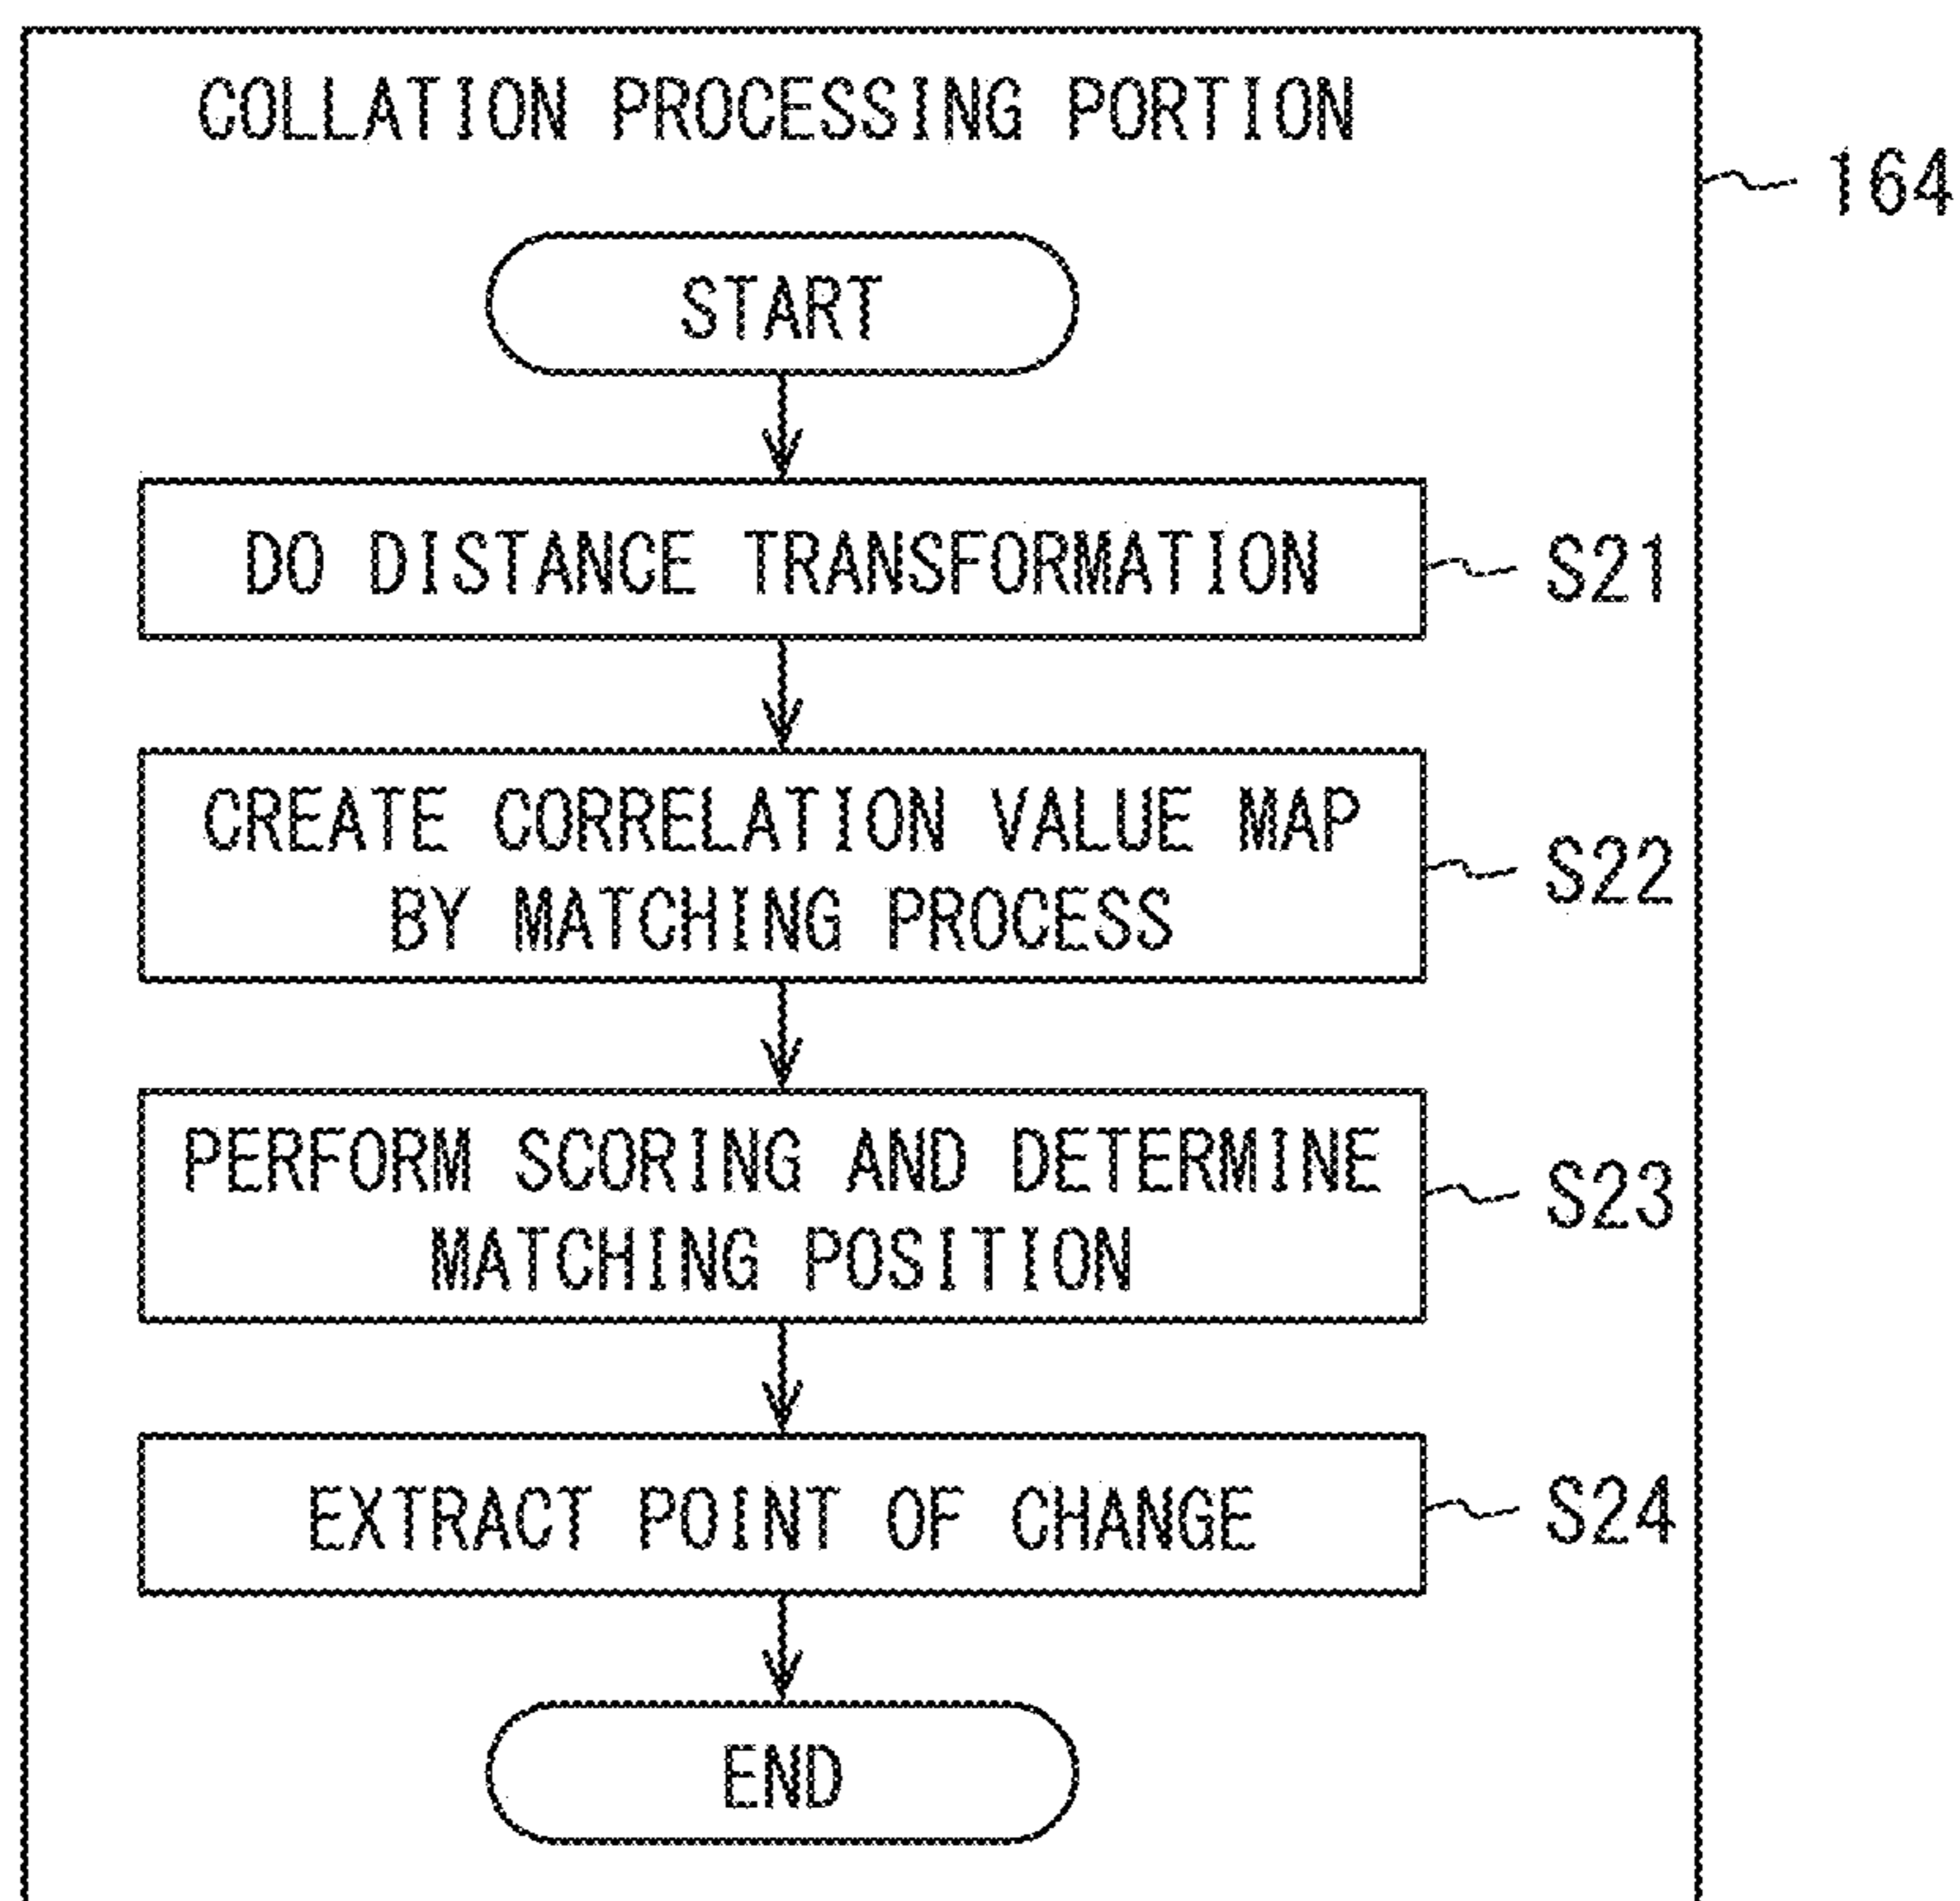 COLLATION PROCESSING PORTION
164
START
DO DISTANCE TRANSFORMATION
S21
CREATE CORRELATION VALUE MAP
BY MATCHING PROCESS
S22
PERFORM SCORING AND DETERMINE
MATCHING POSITION
S23
EXTRACT POINT OF CHANGE
S24
END